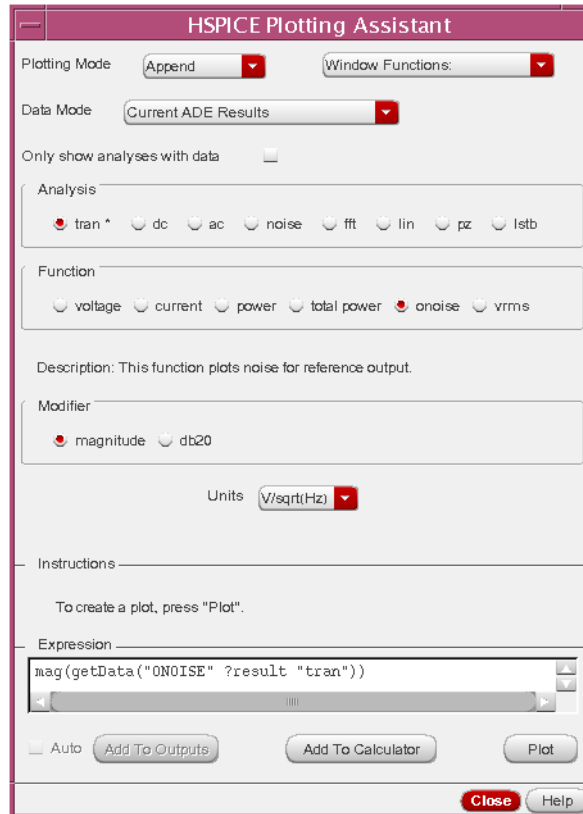 HSPICE Plotting Assistant
Plotting Mode Append Window Functions:
Data Mode Current ADE Results
Only show analyses with data
Analysis
tran * dc ac noise fft lin pz lstb
Function
voltage current power total power onoise vrms
Description: This function plots noise for reference output.
Modifier
magnitude db20
Units V/sqrt(Hz)
Instructions
To create a plot, press "Plot".
Expression
mag(getData("ONOISE" ?result "tran"))
Auto Add To Outputs Add To Calculator Plot
Close Help